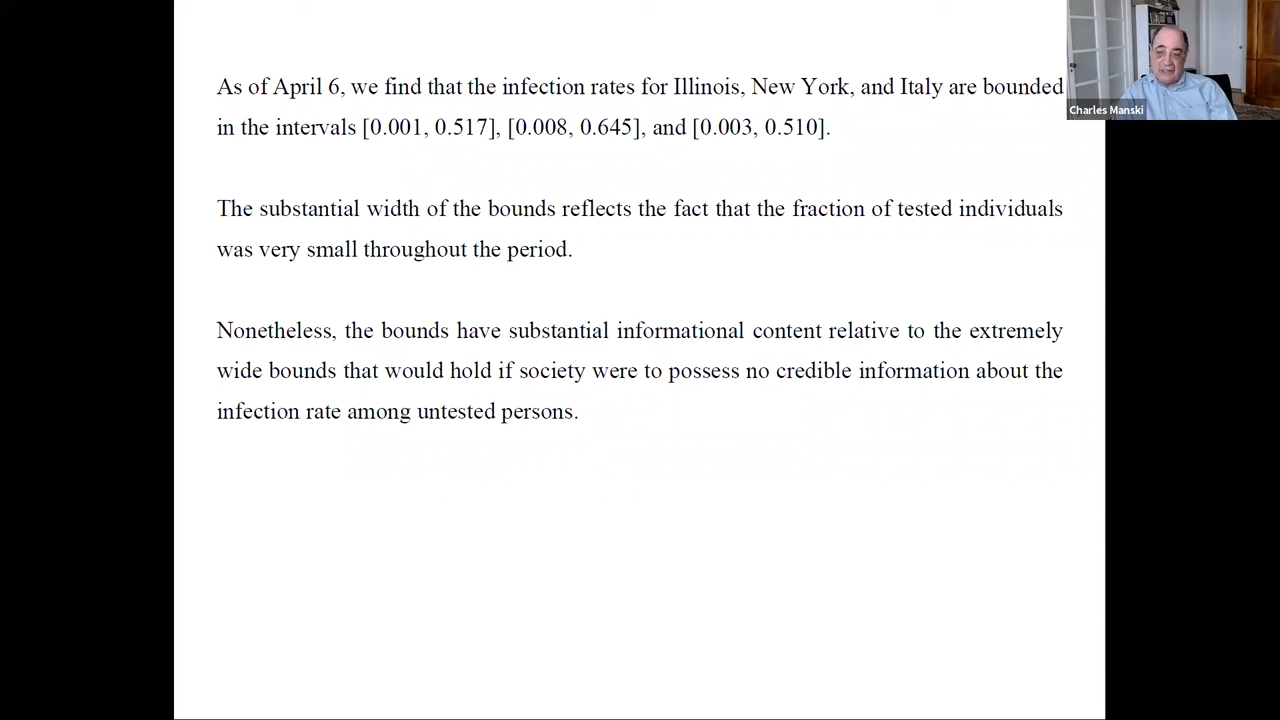 As of April 6, we find that the infection rates for Illinois, New York, and Italy are bounded
in the intervals [0.001, 0.517], [0.008, 0.645], and [0.003, 0.510].
The substantial width of the bounds reflects the fact that the fraction of tested individuals
was very small throughout the period.
Nonetheless, the bounds have substantial informational content relative to the extremely
wide bounds that would hold if society were to possess no credible information about the
infection rate among untested persons.
Charles Manski